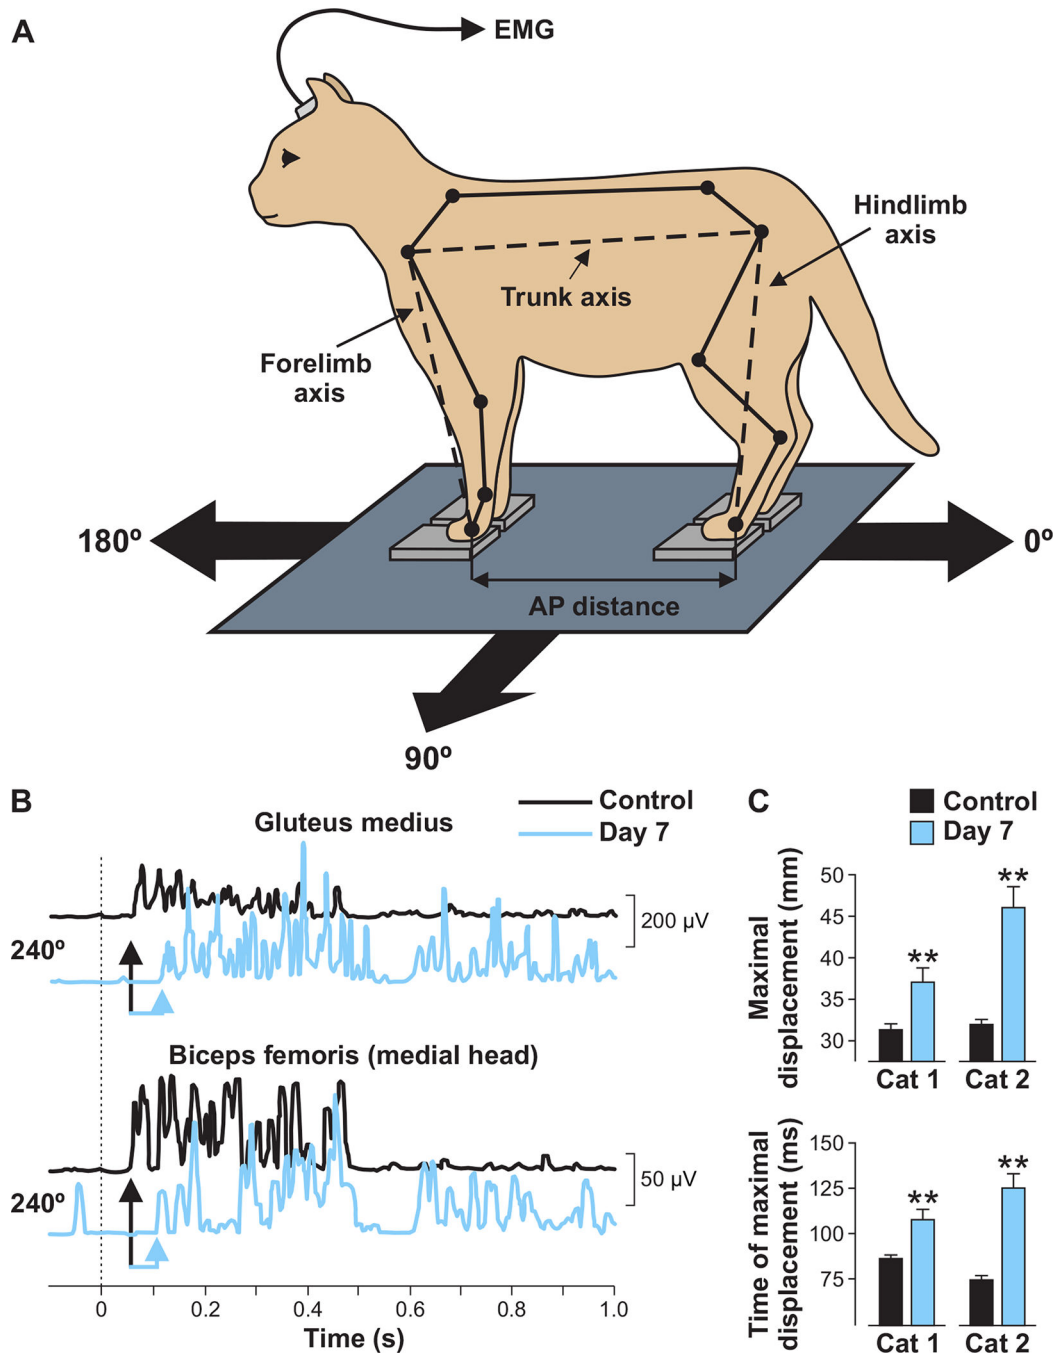 A
EMG
Hindlimb
axis
Trunk axis
Forelimb
axis
180º
0º
AP distance
90º
B
Control
Day 7
Gluteus medius
200 µV
240º
Biceps femoris (medial head)
50 µV
240º
0
0.2
0.4
0.6
0.8
1.0
Time (s)
C
Control
Day 7
Maximal
displacement (mm)
50
45
40
35
30
**
**
Cat 1
Cat 2
Time of maximal
displacement (ms)
150
125
100
75
**
**
Cat 1
Cat 2